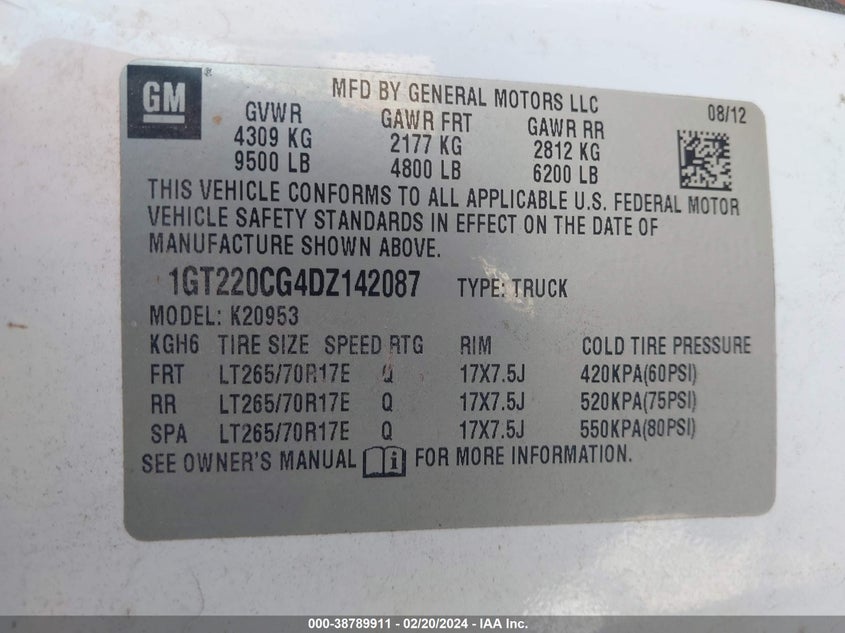 GM ®
MFD BY GENERAL MOTORS LLC
08/12
GVWR GAWR FRT GAWR RR
4309 KG 2177 KG 2812 KG
9500 LB 4800 LB 6200 LB
THIS VEHICLE CONFORMS TO ALL APPLICABLE U.S. FEDERAL MOTOR
VEHICLE SAFETY STANDARDS IN EFFECT ON THE DATE OF
MANUFACTURE SHOWN ABOVE.
1GT220CG4DZ142087 TYPE: TRUCK
MODEL: K20953
KGH6 TIRE SIZE SPEED RTG RIM COLD TIRE PRESSURE
FRT LT265/70R17E Q 17X7.5J 420KPA(60PSI)
RR LT265/70R17E Q 17X7.5J 520KPA(75PSI)
SPA LT265/70R17E Q 17X7.5J 550KPA(80PSI)
SEE OWNER'S MANUAL i FOR MORE INFORMATION.
000-38789911 - 02/20/2024 - IAA Inc.